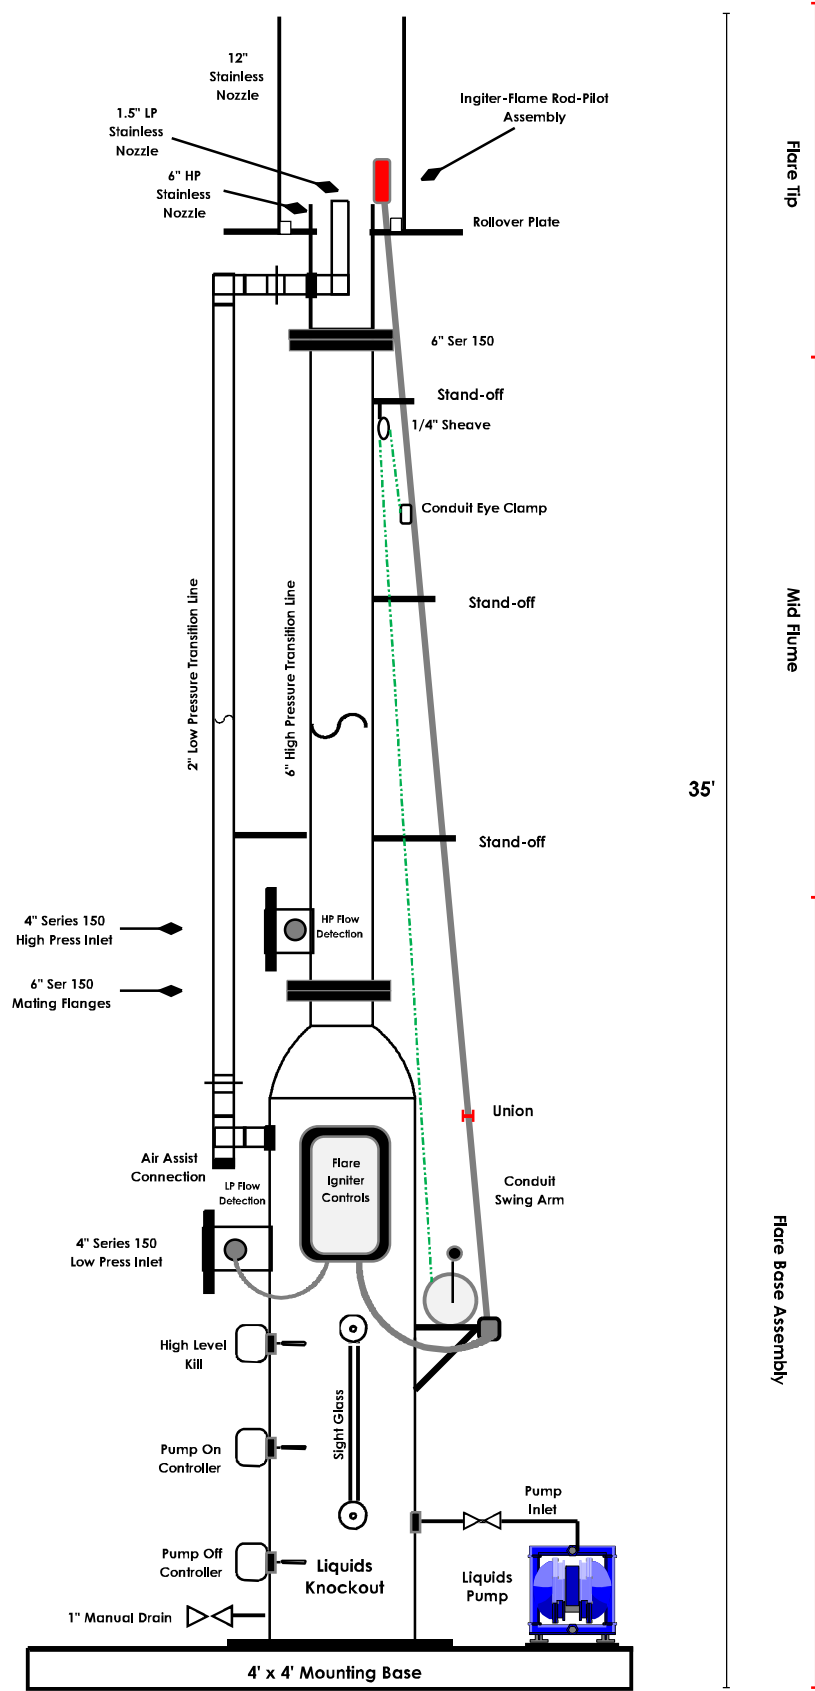 12"
Stainless
Nozzle
1.5" LP
Stainless
Nozzle
6" HP
Stainless
Nozzle
Ingiter-Flame Rod-Pilot
Assembly
Rollover Plate
Flare Tip
6" Ser 150
Stand-off
1/4" Sheave
Conduit Eye Clamp
Stand-off
2" Low Pressure Transition Line
6" High Pressure Transition Line
Mid Flume
35'
Stand-off
4" Series 150
High Press Inlet
HP Flow
Detection
6" Ser 150
Mating Flanges
Union
Air Assist
Connection
LP Flow
Detection
Flare
Igniter
Controls
Conduit
Swing Arm
4" Series 150
Low Press Inlet
Flare Base Assembly
High Level
Kill
Sight Glass
Pump On
Controller
Pump
Inlet
Pump Off
Controller
Liquids
Knockout
Liquids
Pump
1" Manual Drain
4' x 4' Mounting Base